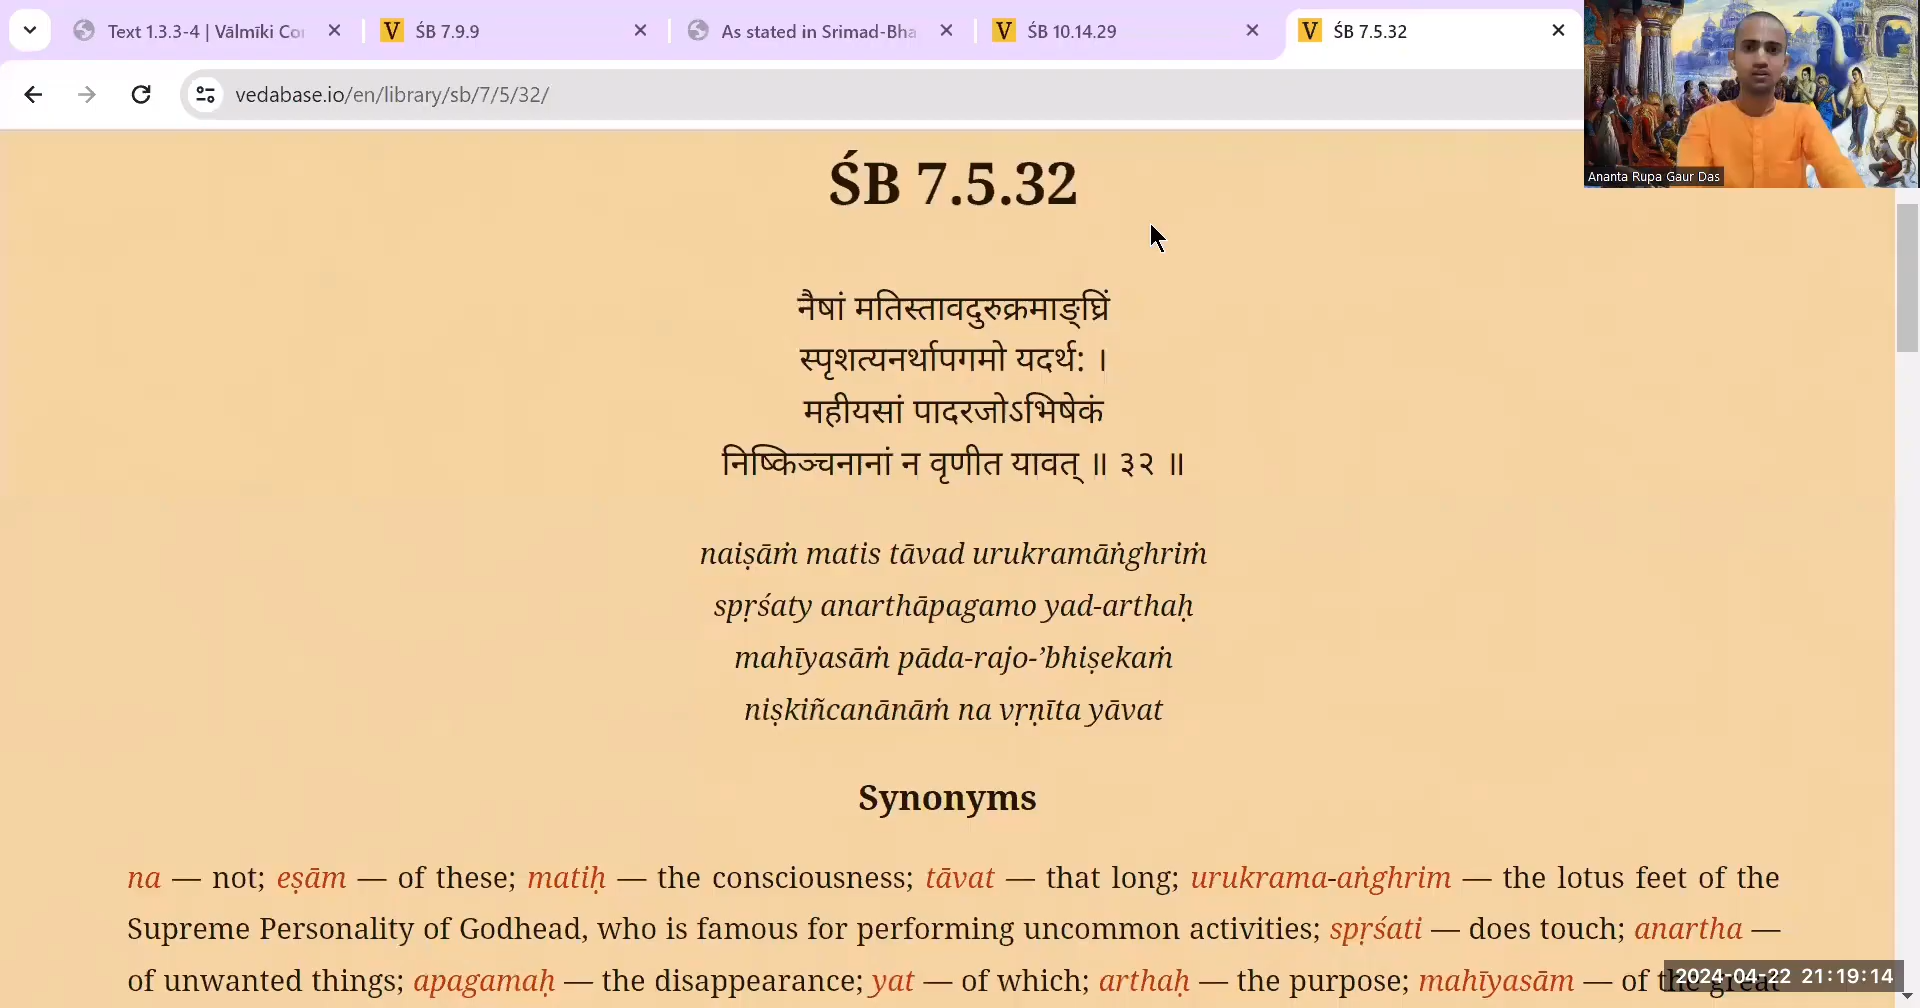 Text 1.3.3-4 | Vālmīki Co
ŚB 7.9.9
As stated in Srimad-Bha
ŚB 10.14.29
ŚB 7.5.32
vedabase.io/en/library/sb/7/5/32/
Ananta Rupa Gaur Das
ŚB 7.5.32
नैषां मतिस्तावदुरुक्रमाङ्‍‍घ्रिं
स्पृशत्यनर्थापगमो यदर्थ: ।
महीयसां पादरजोऽभिषेकं
निष्किञ्चनानां न वृणीत यावत् ॥ ३२ ॥
naiṣāṁ matis tāvad urukramāṅghriṁ
spṛśaty anarthāpagamo yad-arthaḥ
mahīyasāṁ pāda-rajo-’bhiṣekaṁ
niṣkiñcanānāṁ na vṛṇīta yāvat
Synonyms
na — not; eṣām — of these; matiḥ — the consciousness; tāvat — that long; urukrama-aṅghrim — the lotus feet of the
Supreme Personality of Godhead, who is famous for performing uncommon activities; spṛśati — does touch; anartha —
of unwanted things; apagamaḥ — the disappearance; yat — of which; arthaḥ — the purpose; mahīyasām — of the great
2024-04-22 21:19:14